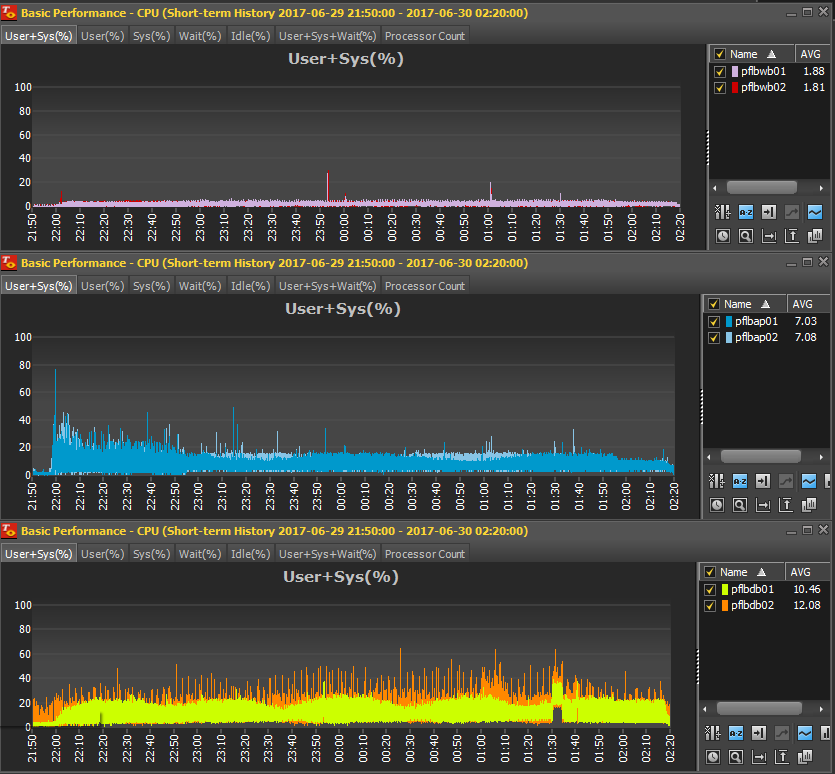 Basic Performance - CPU (Short-term History 2017-06-29 21:50:00 - 2017-06-30 02:20:00)
User+Sys(%) User(%) Sys(%) Wait(%) Idle(%) User+Sys+Wait(%) Processor Count
User+Sys(%)
Name AVG
pflbwb01 1.88
pflbwb02 1.81
100
80
60
40
20
0
21:50 22:00 22:10 22:20 22:30 22:40 22:50 23:00 23:10 23:20 23:30 23:40 23:50 00:00 00:10 00:20 00:30 00:40 00:50 01:00 01:10 01:20 01:30 01:40 01:50 02:00 02:10 02:20
A-Z
Basic Performance - CPU (Short-term History 2017-06-29 21:50:00 - 2017-06-30 02:20:00)
User+Sys(%) User(%) Sys(%) Wait(%) Idle(%) User+Sys+Wait(%) Processor Count
User+Sys(%)
Name AVG
pflbap01 7.03
pflbap02 7.08
100
80
60
40
20
0
21:50 22:00 22:10 22:20 22:30 22:40 22:50 23:00 23:10 23:20 23:30 23:40 23:50 00:00 00:10 00:20 00:30 00:40 00:50 01:00 01:10 01:20 01:30 01:40 01:50 02:00 02:10 02:20
A-Z
Basic Performance - CPU (Short-term History 2017-06-29 21:50:00 - 2017-06-30 02:20:00)
User+Sys(%) User(%) Sys(%) Wait(%) Idle(%) User+Sys+Wait(%) Processor Count
User+Sys(%)
Name AVG
pflbdb01 10.46
pflbdb02 12.08
100
80
60
40
20
0
21:50 22:00 22:10 22:20 22:30 22:40 22:50 23:00 23:10 23:20 23:30 23:40 23:50 00:00 00:10 00:20 00:30 00:40 00:50 01:00 01:10 01:20 01:30 01:40 01:50 02:00 02:10 02:20
A-Z